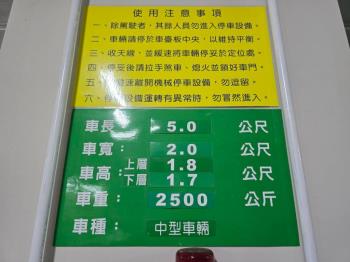 使用注意事項
一、除駕駛者，其餘人員勿進入停車設備。
二、車輛請停於車臺板中央，以維持平衡。
三、收天線，並緩速將車輛停妥於定位處。
四、停妥後請拉手煞車、熄火並鎖好車門。
五、 速離開機械停車設備，勿逗留。
六、停 設備運轉有異常時，勿冒然進入。
車長： 5.0 公尺
車寬： 2.0 公尺
車高：上層 1.8 公尺
下層 1.7
車重： 2500 公斤
車種： 中型車輛